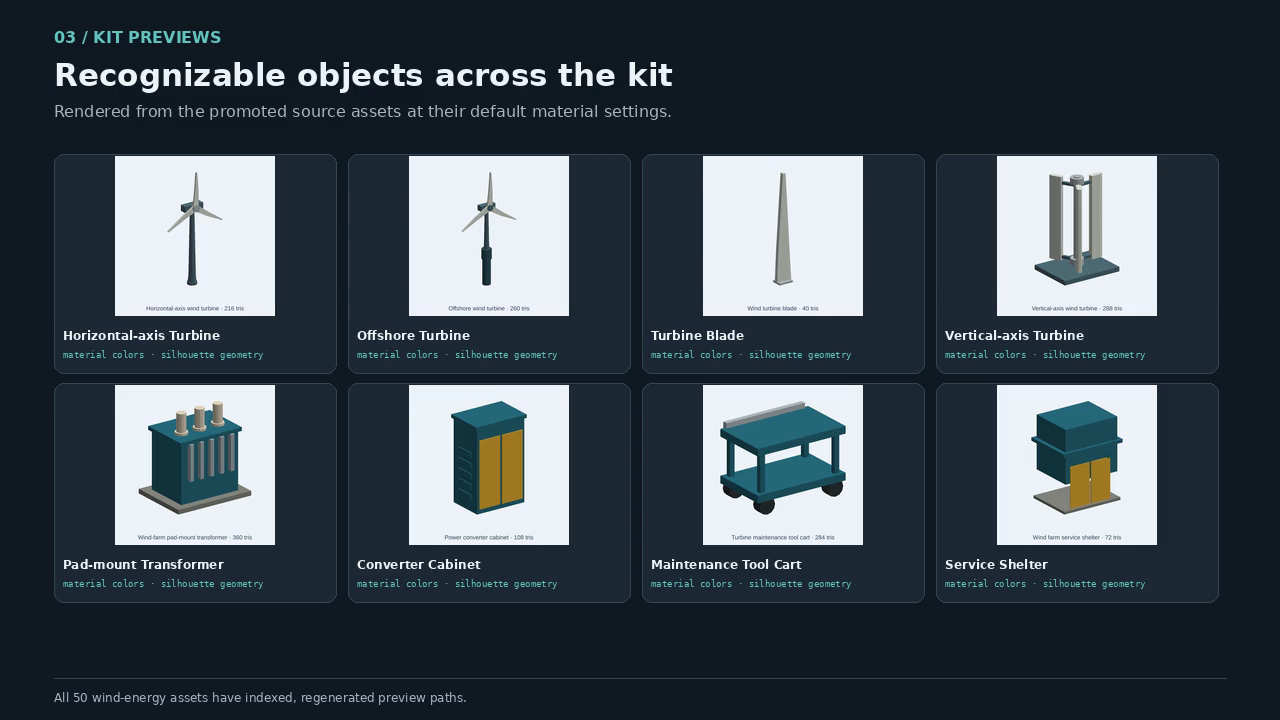 03 / KIT PREVIEWS
Recognizable objects across the kit
Rendered from the promoted source assets at their default material settings.
Horizontal-axis wind turbine · 216 tris
Offshore wind turbine · 260 tris
Wind turbine blade · 40 tris
Vertical-axis wind turbine · 288 tris
Horizontal-axis Turbine
Offshore Turbine
Turbine Blade
Vertical-axis Turbine
material colors · silhouette geometry
material colors · silhouette geometry
material colors · silhouette geometry
material colors · silhouette geometry
Wind-farm pad-mount transformer · 360 tris
Power converter cabinet · 108 tris
Turbine maintenance tool cart · 284 tris
Wind farm service shelter · 72 tris
Pad-mount Transformer
Converter Cabinet
Maintenance Tool Cart
Service Shelter
material colors · silhouette geometry
material colors · silhouette geometry
material colors · silhouette geometry
material colors · silhouette geometry
All 50 wind-energy assets have indexed, regenerated preview paths.